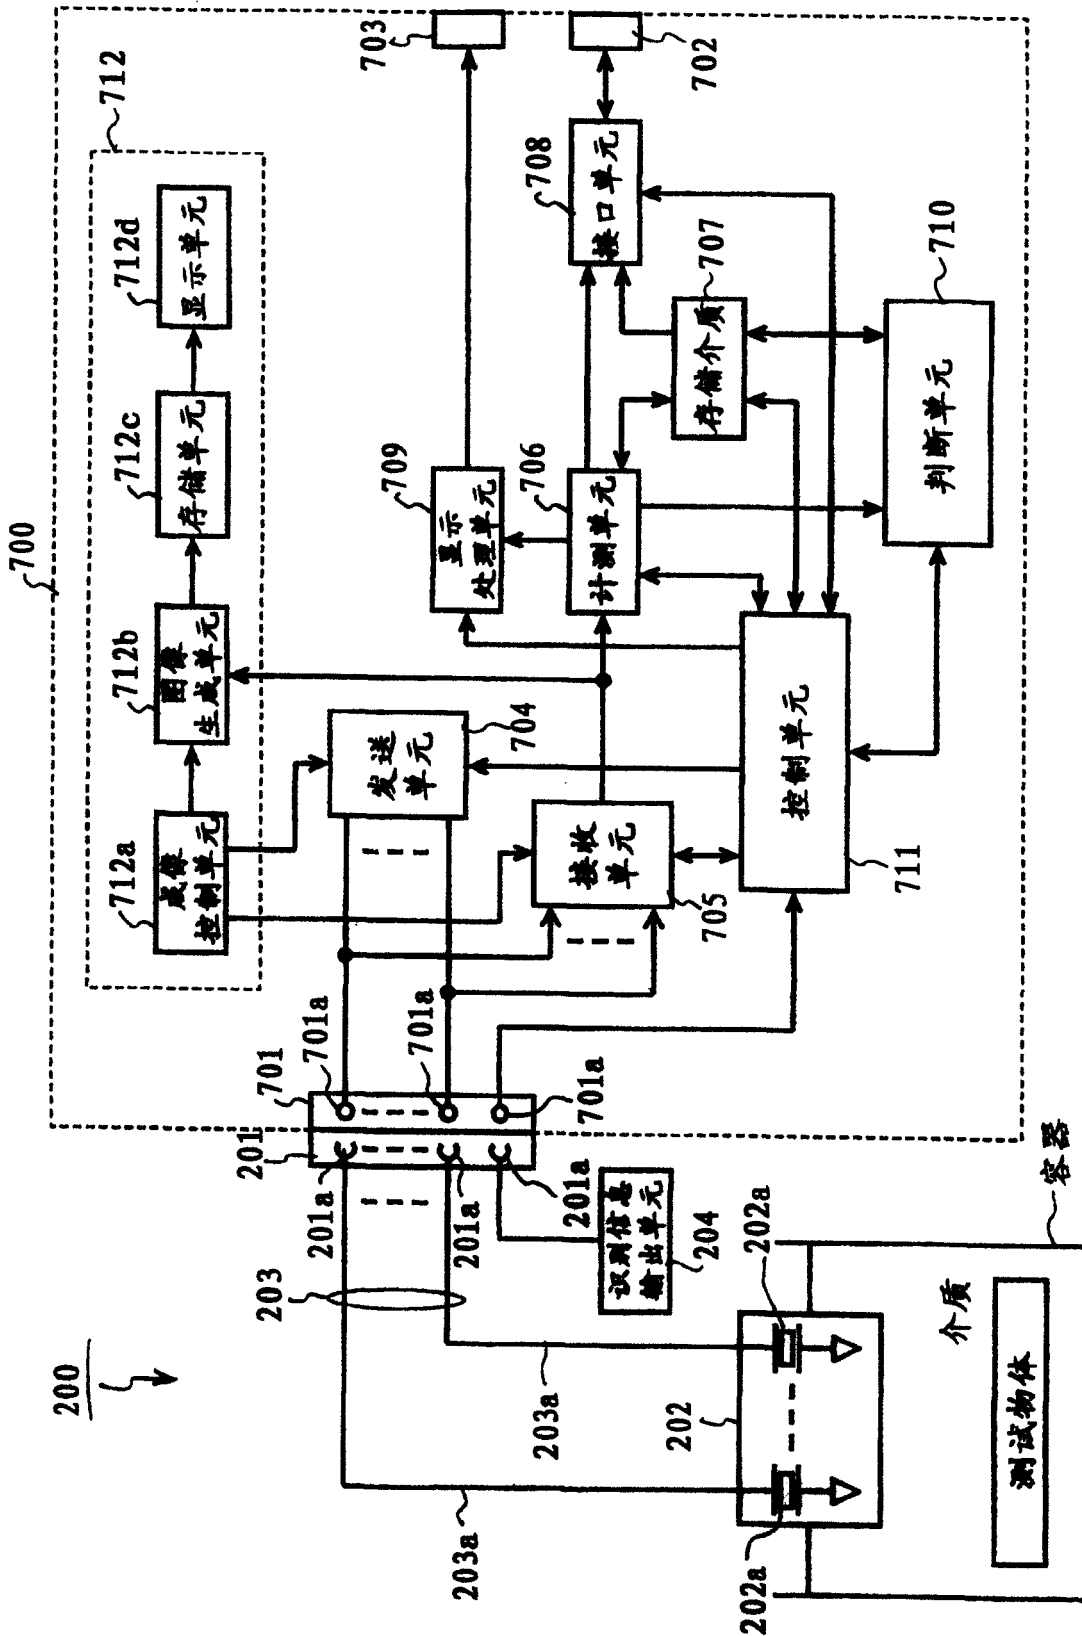 700
712
712a
成像
控制单元
712b
图像
生成单元
712c
存储单元
712d
显示单元
703
702
704
发送
单元
709
显示
处理单元
706
计测单元
708
接口单元
707
存储介质
705
接收
单元
711
控制单元
710
判断单元
701
701a
701a
701a
201
201a
201a
201a
200
203
203a
203a
识测信息
输出单元
204
202
202a
202a
容器
介质
测试物体